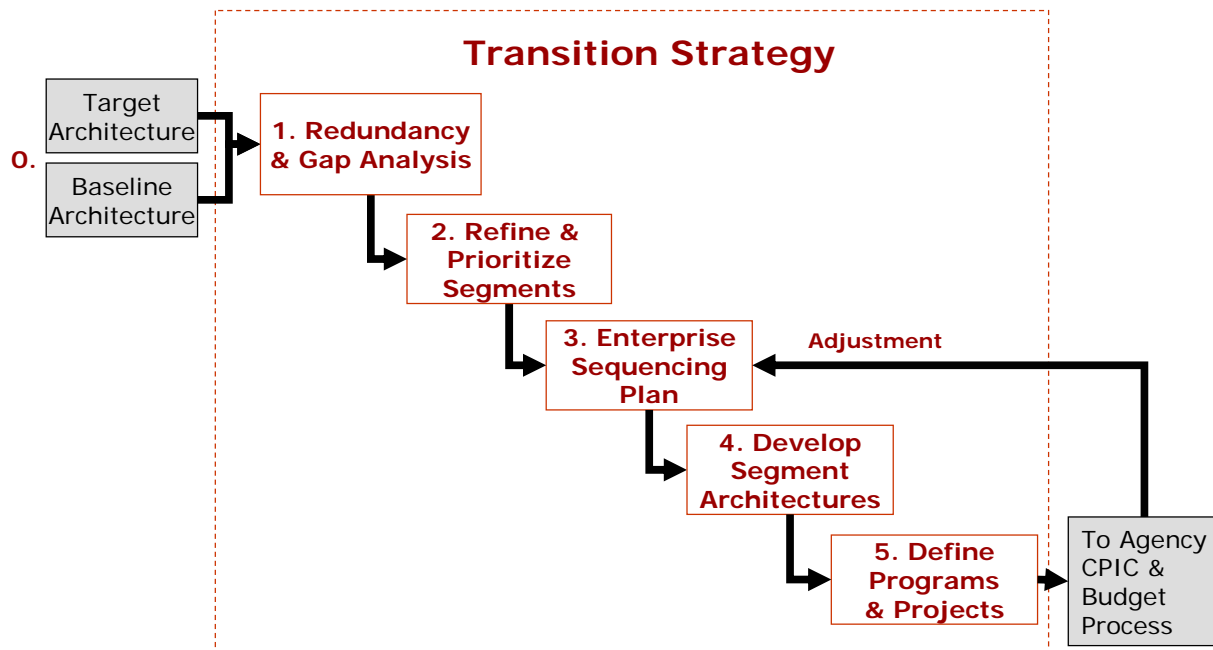 Transition Strategy
Target
Architecture
0.
Baseline
Architecture
1. Redundancy
& Gap Analysis
2. Refine &
Prioritize
Segments
3. Enterprise
Sequencing
Plan
Adjustment
4. Develop
Segment
Architectures
5. Define
Programs
& Projects
To Agency
CPIC &
Budget
Process